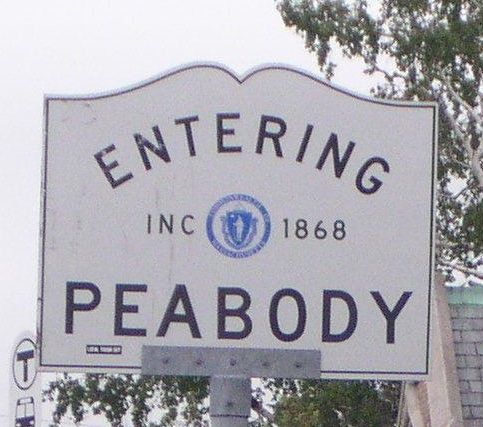 ENTERING
INC 1868
PEABODY
T